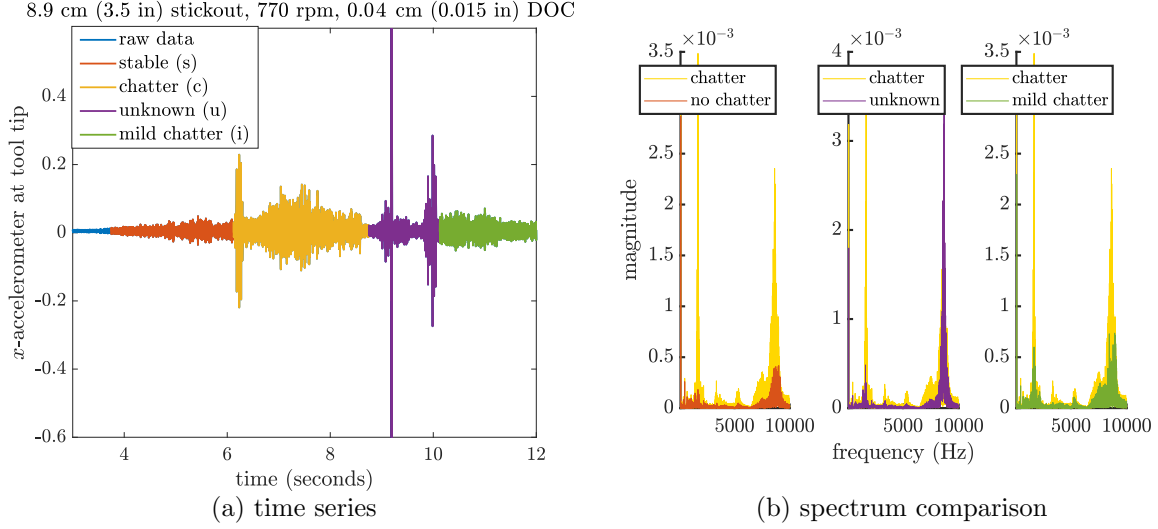 8.9 cm (3.5 in) stickout, 770 rpm, 0.04 cm (0.015 in) DOC
raw data
stable (s)
chatter (c)
unknown (u)
mild chatter (i)
0.4
0.2
0
-0.2
-0.4
-0.6
x-accelerometer at tool tip
4 6 8 10 12
time (seconds)
(a) time series
3.5 ×10⁻³
chatter
no chatter
2.5
2
1.5
1
0.5
0
magnitude
5000 10000
4 ×10⁻³
chatter
unknown
3
2
1
0
5000 10000
frequency (Hz)
3.5 ×10⁻³
chatter
mild chatter
2.5
2
1.5
1
0.5
0
5000 10000
(b) spectrum comparison